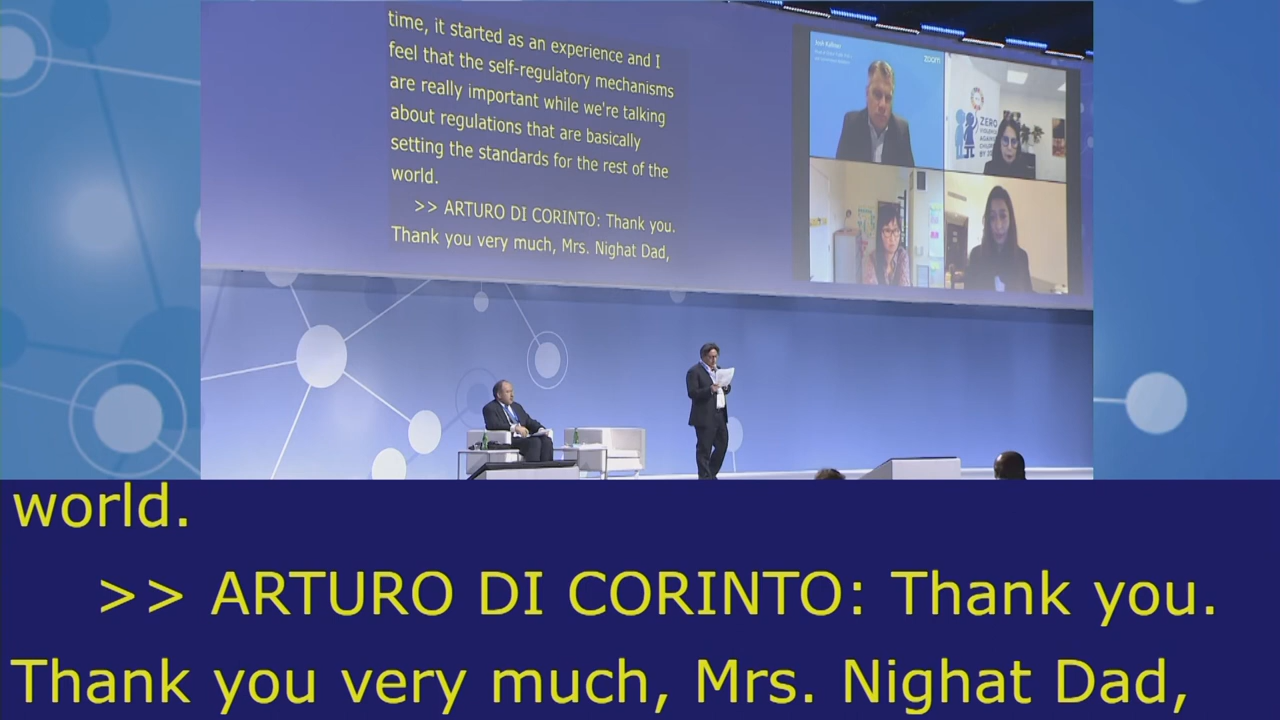 time, it started as an experience and I
feel that the self-regulatory mechanisms
are really important while we're talking
about regulations that are basically
setting the standards for the rest of the
world.
>> ARTURO DI CORINTO: Thank you.
Thank you very much, Mrs. Nighat Dad,
zoom
ZERO
world.
>> ARTURO DI CORINTO: Thank you.
Thank you very much, Mrs. Nighat Dad,